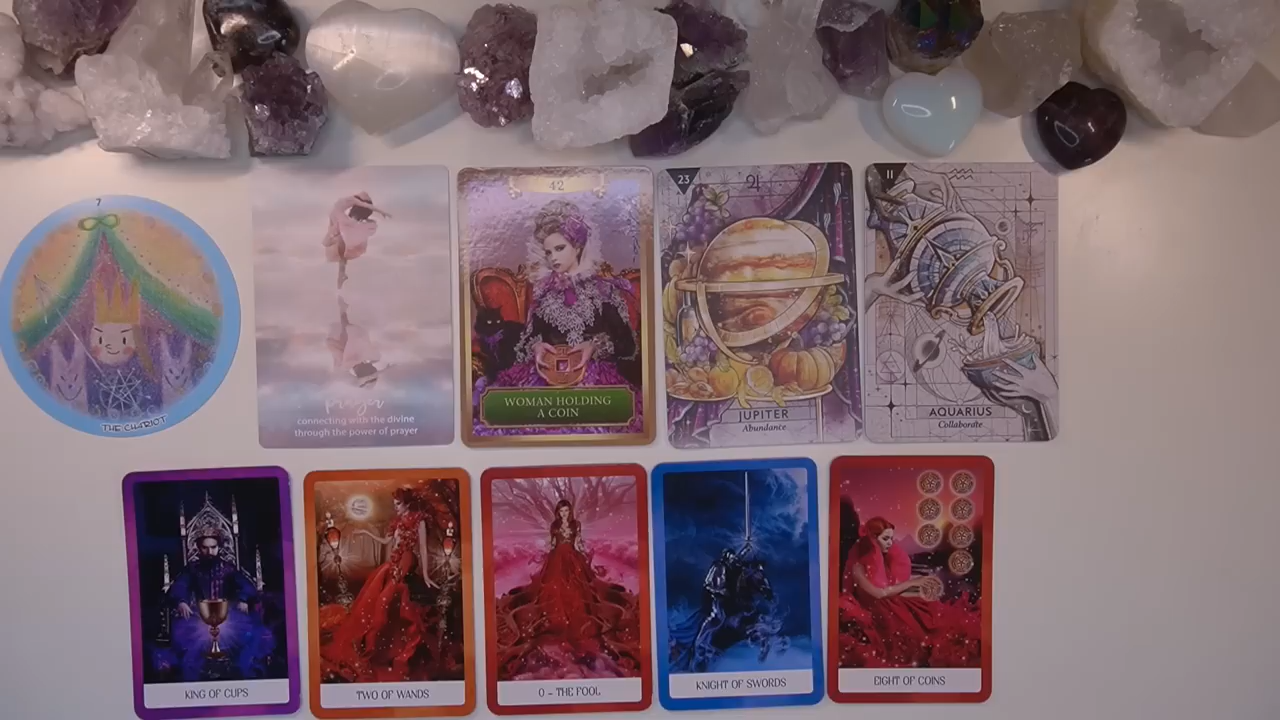 7
THE CHARIOT
prayer
connecting with the divine
through the power of prayer
42
WOMAN HOLDING
A COIN
23
JUPITER
Abundance
II
AQUARIUS
Collaborate
KING OF CUPS
TWO OF WANDS
0 – THE FOOL
KNIGHT OF SWORDS
EIGHT OF COINS